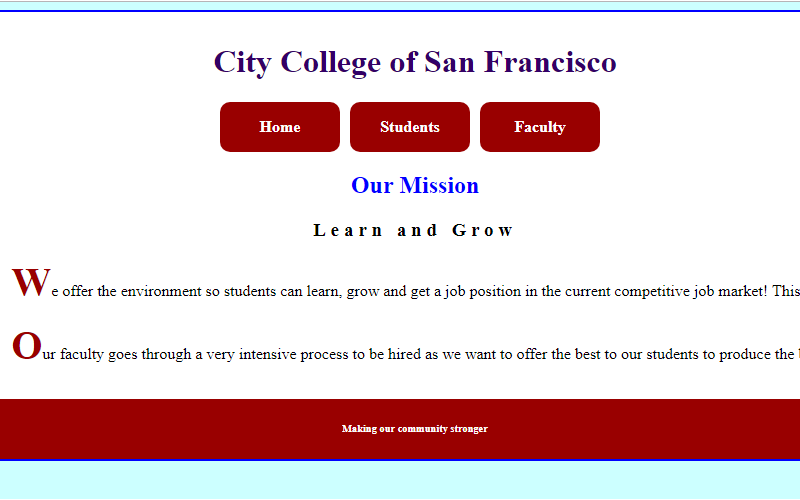 City College of San Francisco
Home Students Faculty
Our Mission
Learn and Grow
We offer the environment so students can learn, grow and get a job position in the current competitive job market! This
Our faculty goes through a very intensive process to be hired as we want to offer the best to our students to produce the
Making our community stronger